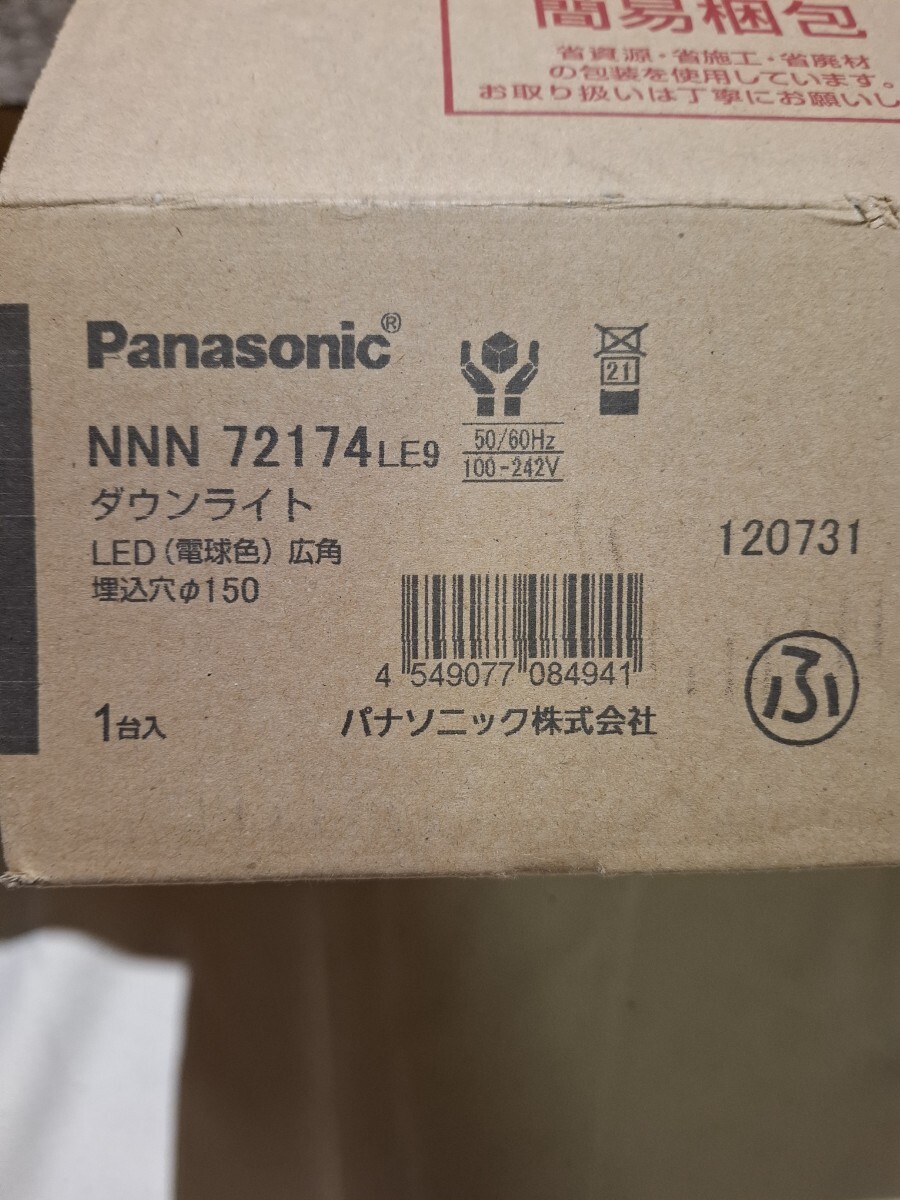 簡易梱包
省資源・省施工・省廃材
の包装を使用しています。
お取り扱いは丁寧にお願いし
Panasonic®
21
NNN 72174LE9
50/60Hz
100-242V
ダウンライト
LED(電球色)広角
埋込穴φ150
120731
4 549077 084941
ふ
1台入
パナソニック株式会社